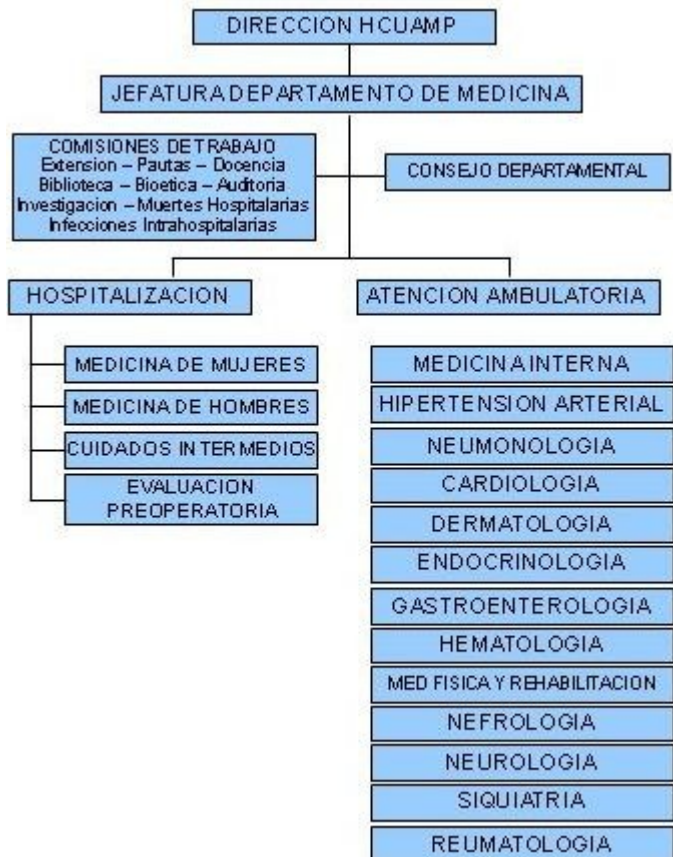 DIRECCION HCUAMP
JEFATURA DEPARTAMENTO DE MEDICINA
COMISIONES DE TRABAJO
Extension – Pautas – Docencia
Biblioteca – Bioetica – Auditoria
Investigacion – Muertes Hospitalarias
Infecciones Intrahospitalarias
CONSEJO DEPARTAMENTAL
HOSPITALIZACION
MEDICINA DE MUJERES
MEDICINA DE HOMBRES
CUIDADOS INTERMEDIOS
EVALUACION
PREOPERATORIA
ATENCION AMBULATORIA
MEDICINA INTERNA
HIPERTENSION ARTERIAL
NEUMONOLOGIA
CARDIOLOGIA
DERMATOLOGIA
ENDOCRINOLOGIA
GASTROENTEROLOGIA
HEMATOLOGIA
MED FISICA Y REHABILITACION
NEFROLOGIA
NEUROLOGIA
SIQUIATRIA
REUMATOLOGIA